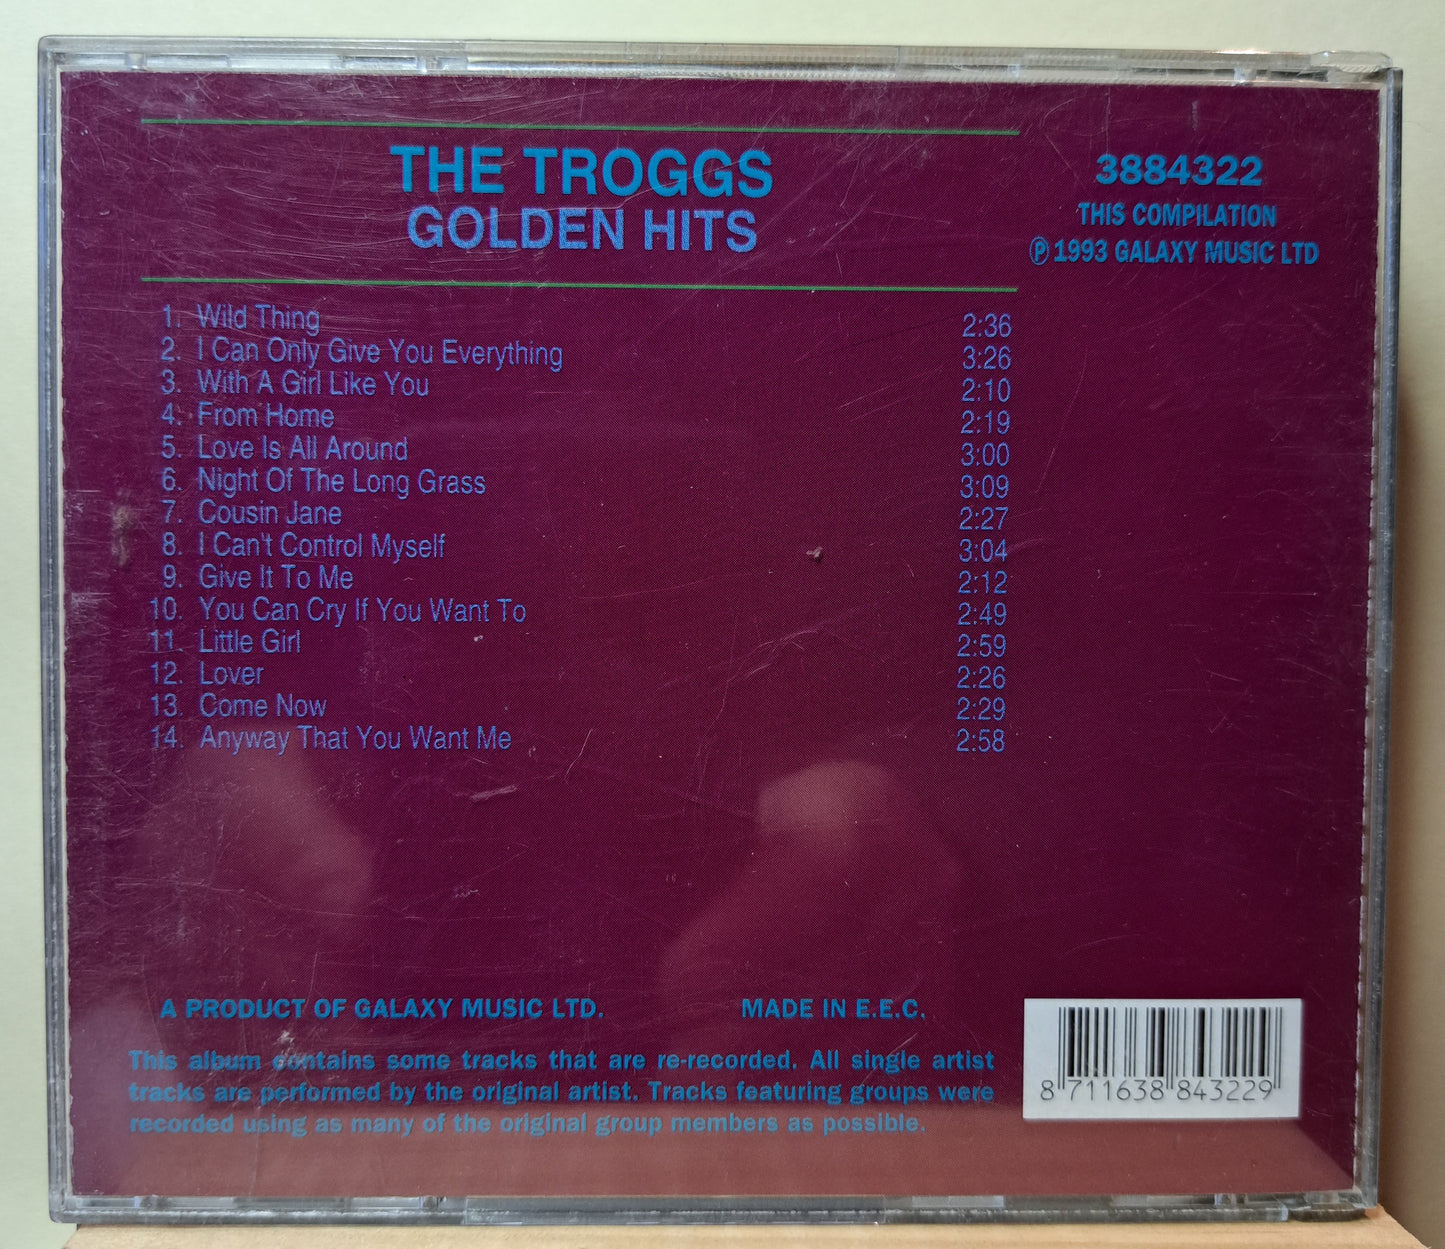 THE TROGGS
GOLDEN HITS
3884322
THIS COMPILATION
Ⓟ 1993 GALAXY MUSIC LTD
1. Wild Thing 2:36
2. I Can Only Give You Everything 3:26
3. With A Girl Like You 2:10
4. From Home 2:19
5. Love Is All Around 3:00
6. Night Of The Long Grass 3:09
7. Cousin Jane 2:27
8. I Can't Control Myself 3:04
9. Give It To Me 2:12
10. You Can Cry If You Want To 2:49
11. Little Girl 2:59
12. Lover 2:26
13. Come Now 2:29
14. Anyway That You Want Me 2:58
A PRODUCT OF GALAXY MUSIC LTD. MADE IN E.E.C.
This album contains some tracks that are re-recorded. All single artist
tracks are performed by the original artist. Tracks featuring groups were
recorded using as many of the original group members as possible.
8 711638 843229